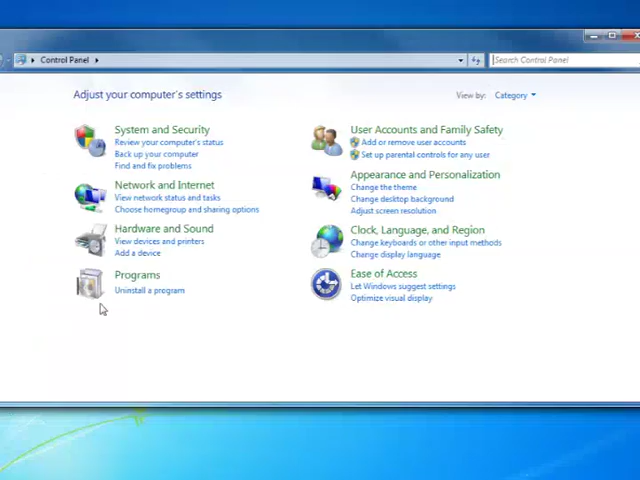 Control Panel
Search Control Panel
Adjust your computer's settings
View by: Category
System and Security
Review your computer's status
Back up your computer
Find and fix problems
Network and Internet
View network status and tasks
Choose homegroup and sharing options
Hardware and Sound
View devices and printers
Add a device
Programs
Uninstall a program
User Accounts and Family Safety
Add or remove user accounts
Set up parental controls for any user
Appearance and Personalization
Change the theme
Change desktop background
Adjust screen resolution
Clock, Language, and Region
Change keyboards or other input methods
Change display language
Ease of Access
Let Windows suggest settings
Optimize visual display